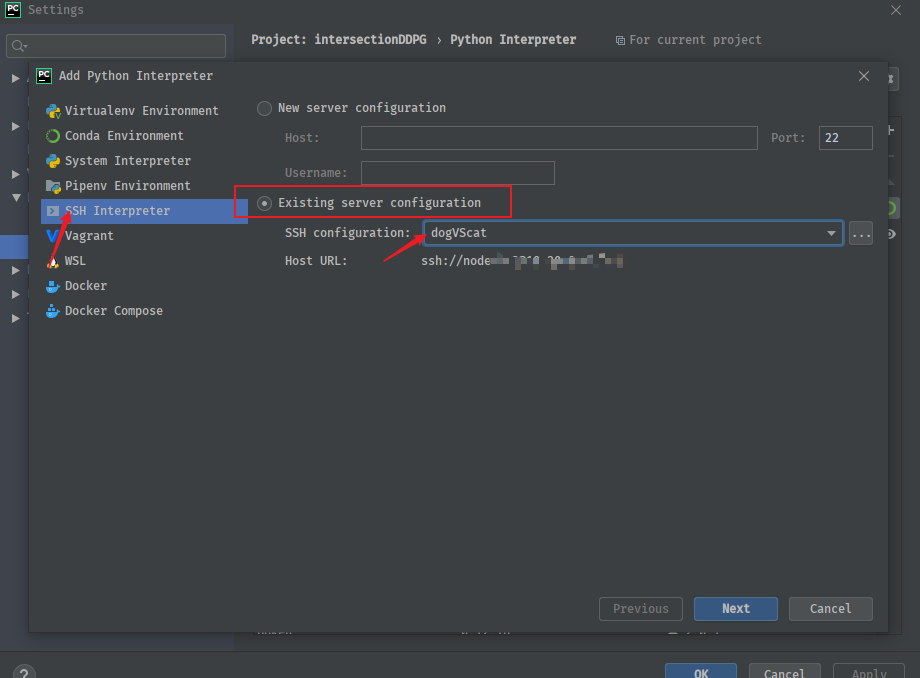 PC Settings
Project: intersectionDDPG › Python Interpreter For current project
PC Add Python Interpreter
Virtualenv Environment
Conda Environment
System Interpreter
Pipenv Environment
SSH Interpreter
Vagrant
WSL
Docker
Docker Compose
New server configuration
Host: Port: 22
Username:
Existing server configuration
SSH configuration: dogVScat ...
Host URL: ssh://node
Previous Next Cancel
? OK Cancel Apply